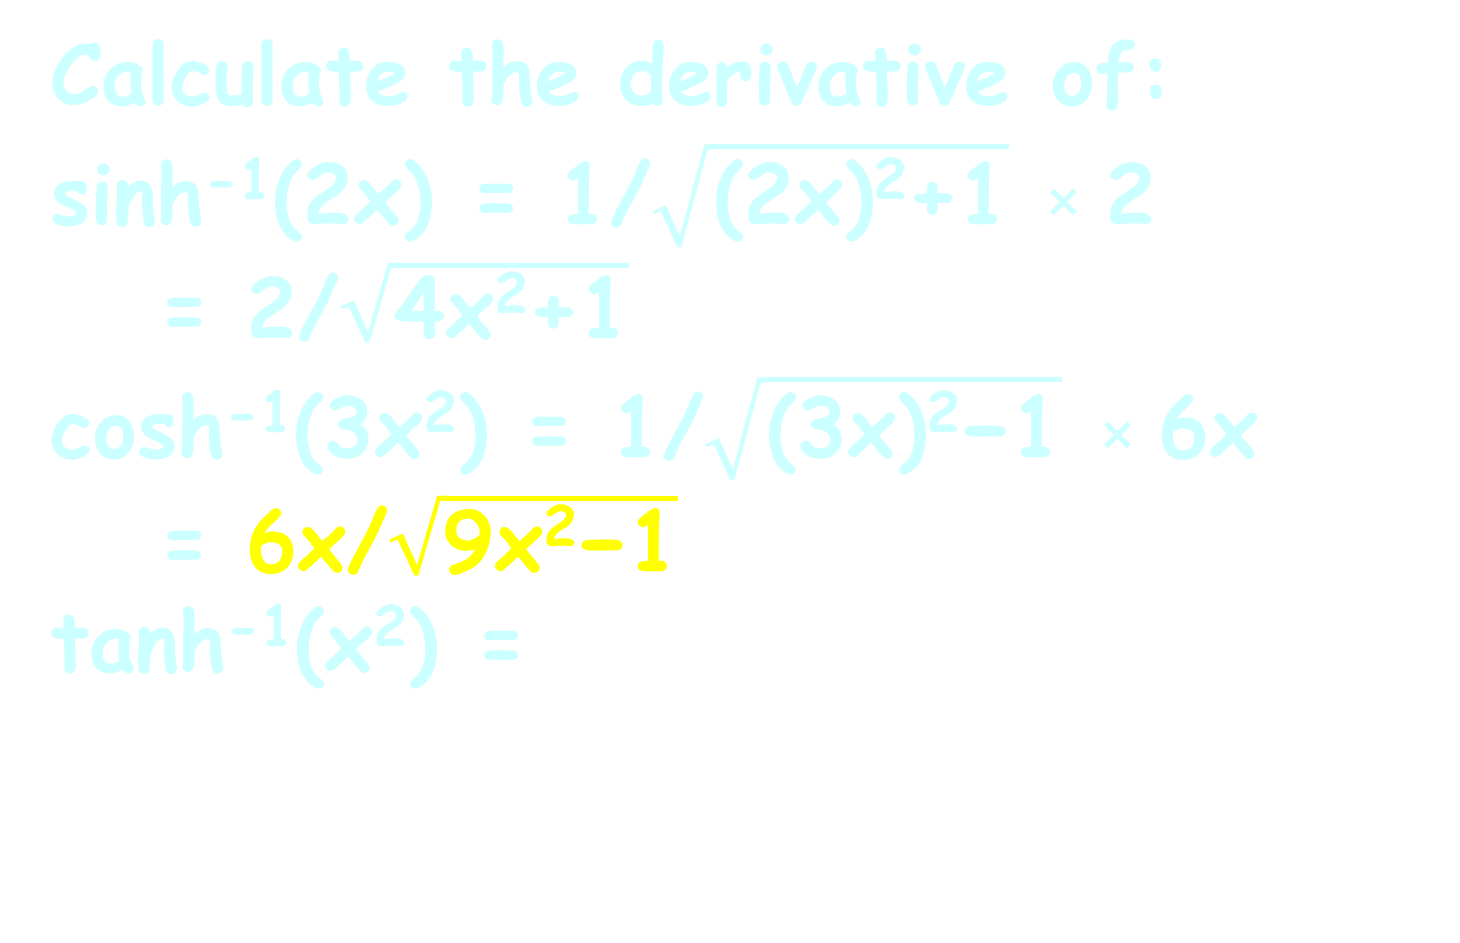 Calculate the derivative of:
sinh⁻¹(2x) = 1/√((2x)²+1) × 2
= 2/√(4x²+1)
cosh⁻¹(3x²) = 1/√((3x)²−1) × 6x
= 6x/√(9x²−1)
tanh⁻¹(x²) =